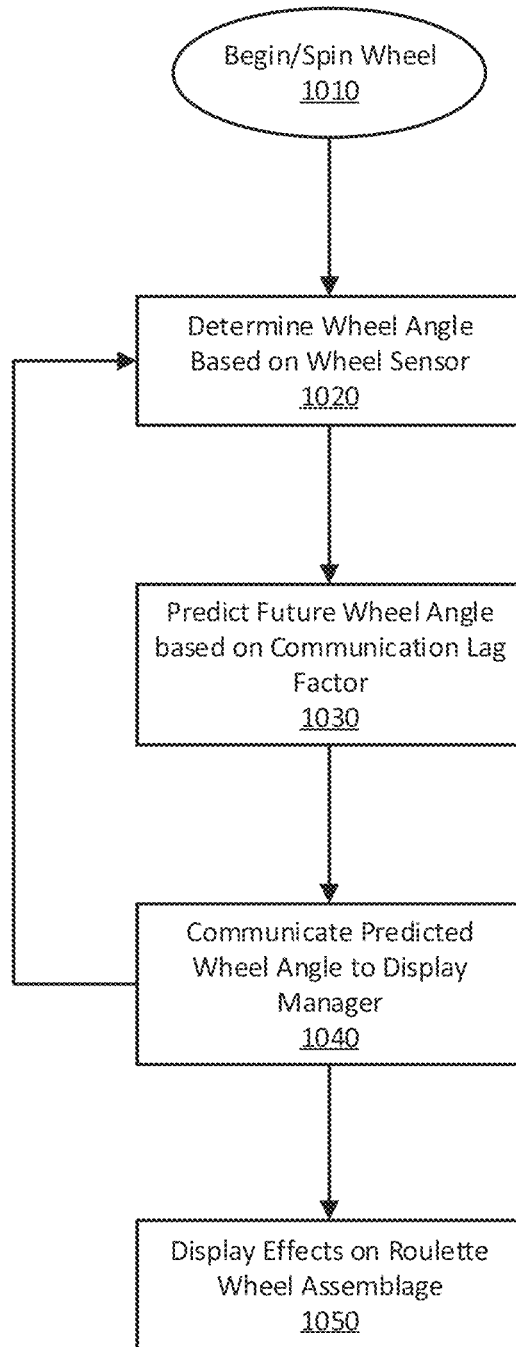 Begin/Spin Wheel
1010
Determine Wheel Angle
Based on Wheel Sensor
1020
Predict Future Wheel Angle
based on Communication Lag
Factor
1030
Communicate Predicted
Wheel Angle to Display
Manager
1040
Display Effects on Roulette
Wheel Assemblage
1050